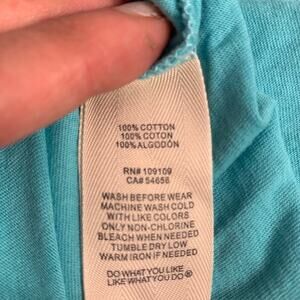 100% COTTON
100% COTON
100% ALGODÓN
RN# 109109
CA# 54656
WASH BEFORE WEAR
MACHINE WASH COLD
WITH LIKE COLORS
ONLY NON-CHLORINE
BLEACH WHEN NEEDED
TUMBLE DRY LOW
WARM IRON IF NEEDED
DO WHAT YOU LIKE
LIKE WHAT YOU DO.®